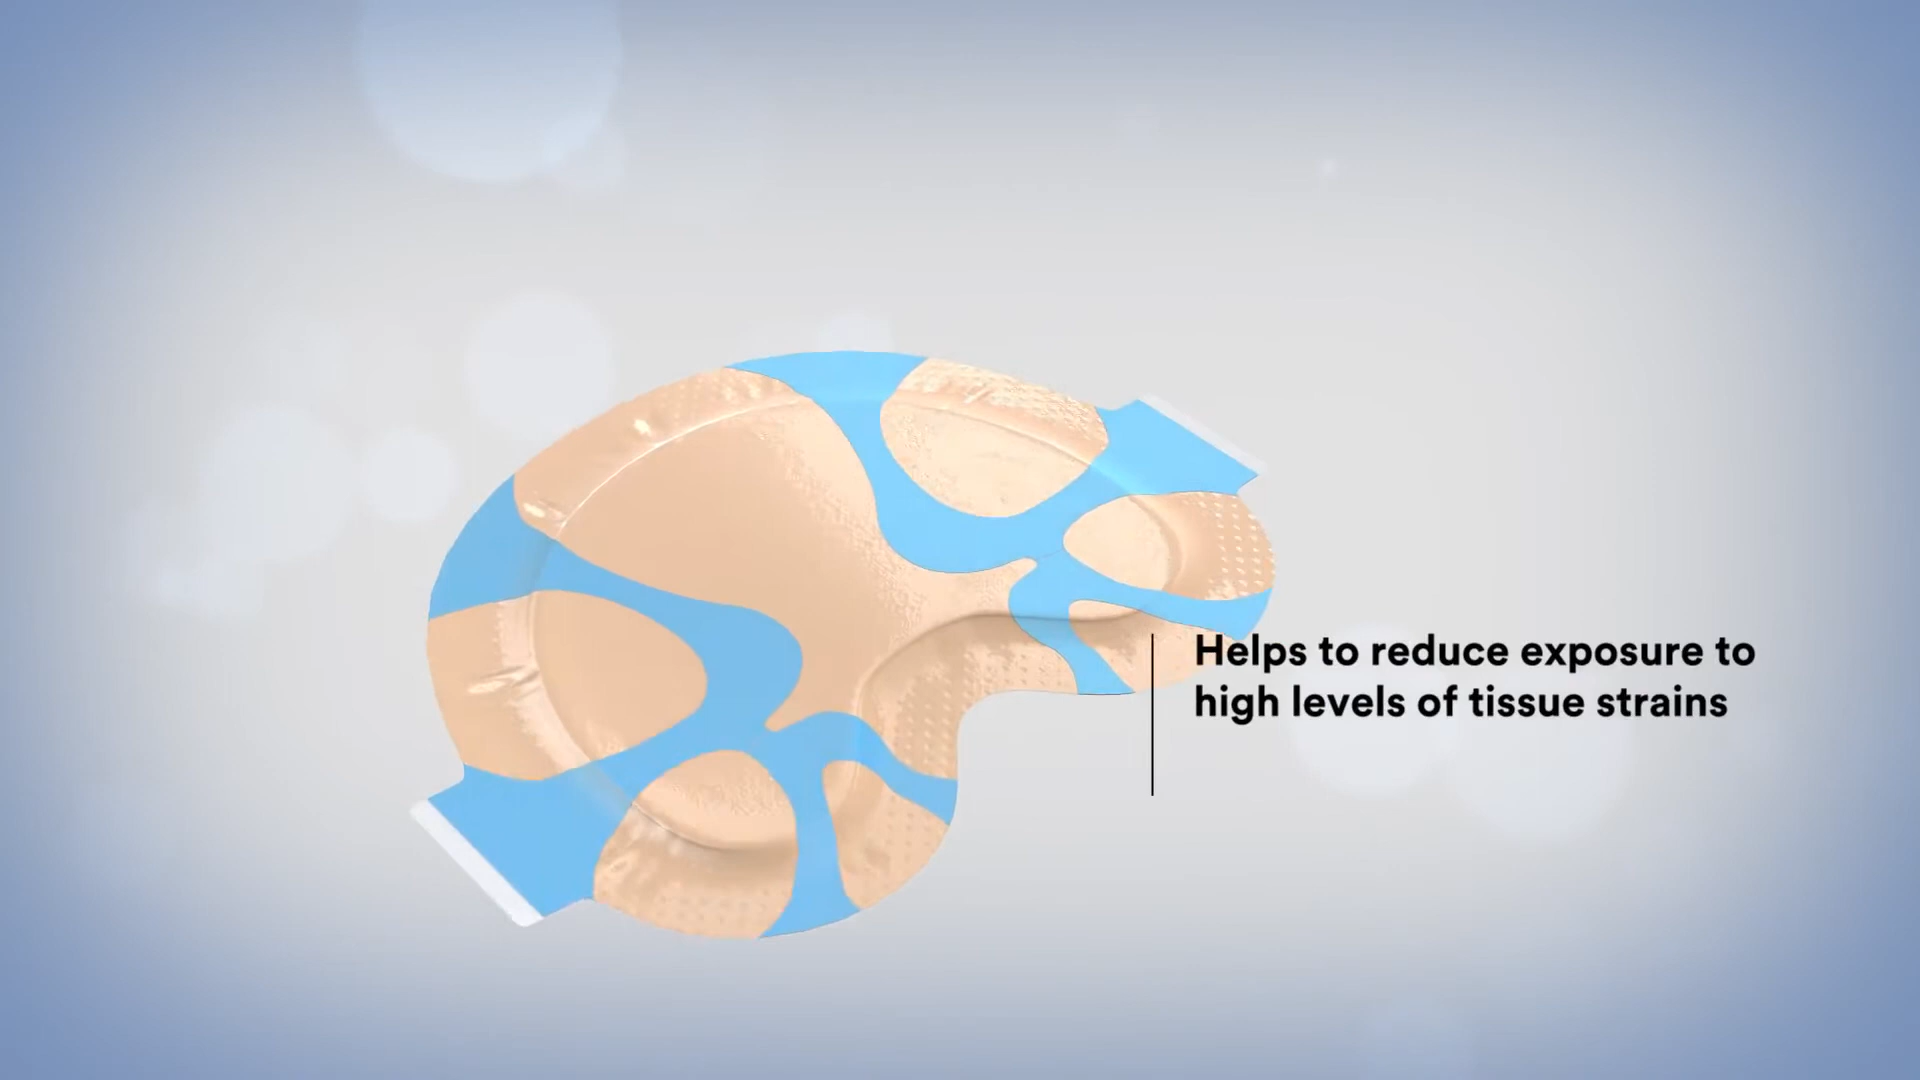 Helps to reduce exposure to
high levels of tissue strains